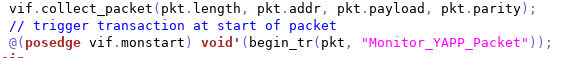 vif.collect_packet(pkt.length, pkt.addr, pkt.payload, pkt.parity);
// trigger transaction at start of packet
@(posedge vif.monstart) void'(begin_tr(pkt, "Monitor_YAPP_Packet"));